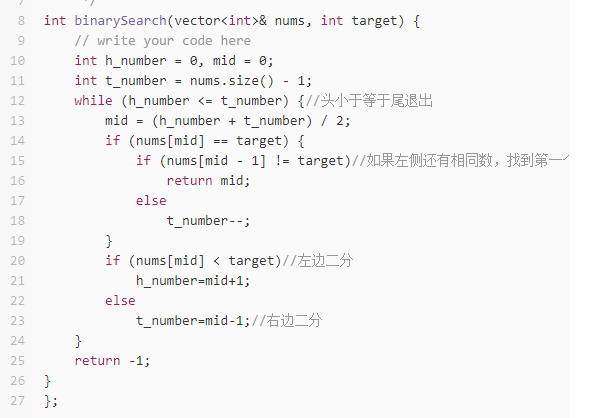 7 */
8 int binarySearch(vector<int>& nums, int target) {
9 // write your code here
10 int h_number = 0, mid = 0;
11 int t_number = nums.size() - 1;
12 while (h_number <= t_number) {//头小于等于尾退出
13 mid = (h_number + t_number) / 2;
14 if (nums[mid] == target) {
15 if (nums[mid - 1] != target)//如果左侧还有相同数，找到第一
16 return mid;
17 else
18 t_number--;
19 }
20 if (nums[mid] < target)//左边二分
21 h_number=mid+1;
22 else
23 t_number=mid-1;//右边二分
24 }
25 return -1;
26 }
27 };